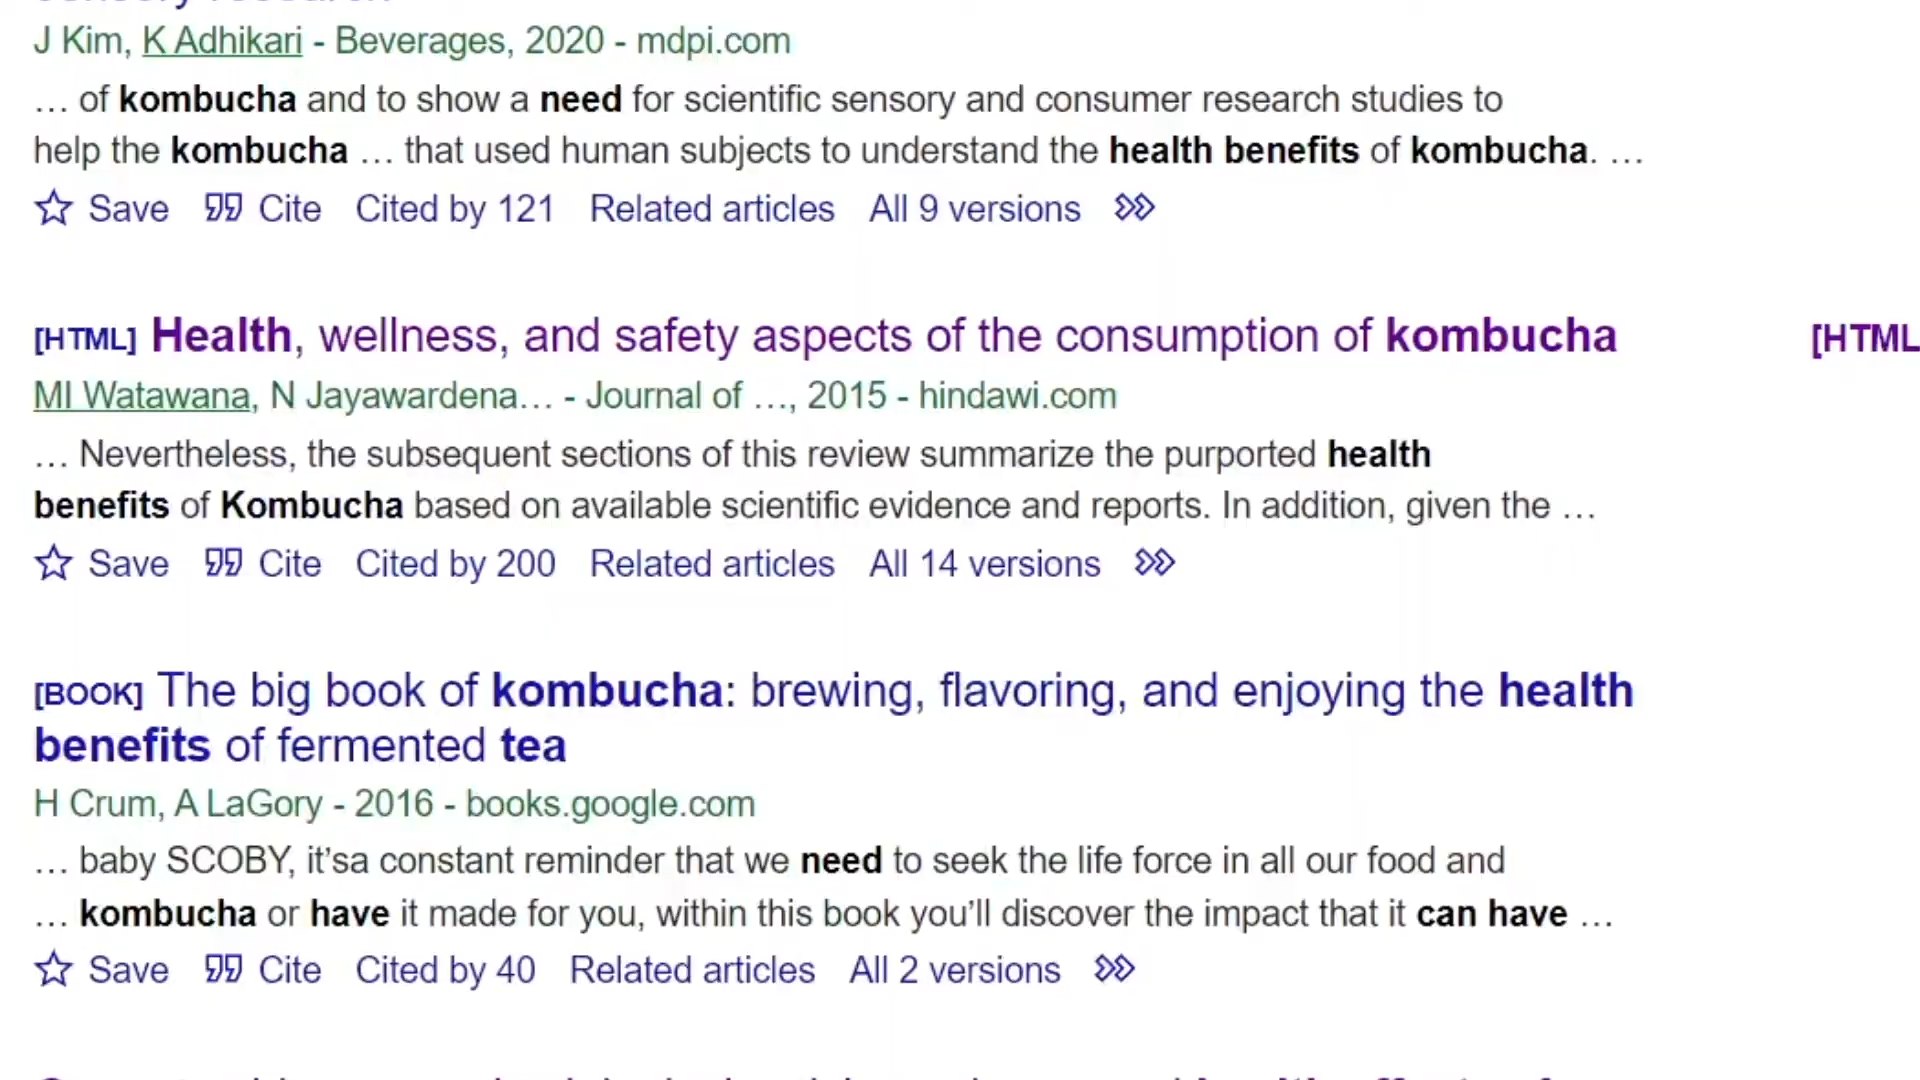 J Kim, K Adhikari - Beverages, 2020 - mdpi.com
… of kombucha and to show a need for scientific sensory and consumer research studies to
help the kombucha … that used human subjects to understand the health benefits of kombucha. …
Save Cite Cited by 121 Related articles All 9 versions
[HTML] Health, wellness, and safety aspects of the consumption of kombucha [HTML
MI Watawana, N Jayawardena… - Journal of …, 2015 - hindawi.com
… Nevertheless, the subsequent sections of this review summarize the purported health
benefits of Kombucha based on available scientific evidence and reports. In addition, given the …
Save Cite Cited by 200 Related articles All 14 versions
[BOOK] The big book of kombucha: brewing, flavoring, and enjoying the health
benefits of fermented tea
H Crum, A LaGory - 2016 - books.google.com
… baby SCOBY, it'sa constant reminder that we need to seek the life force in all our food and
… kombucha or have it made for you, within this book you'll discover the impact that it can have …
Save Cite Cited by 40 Related articles All 2 versions